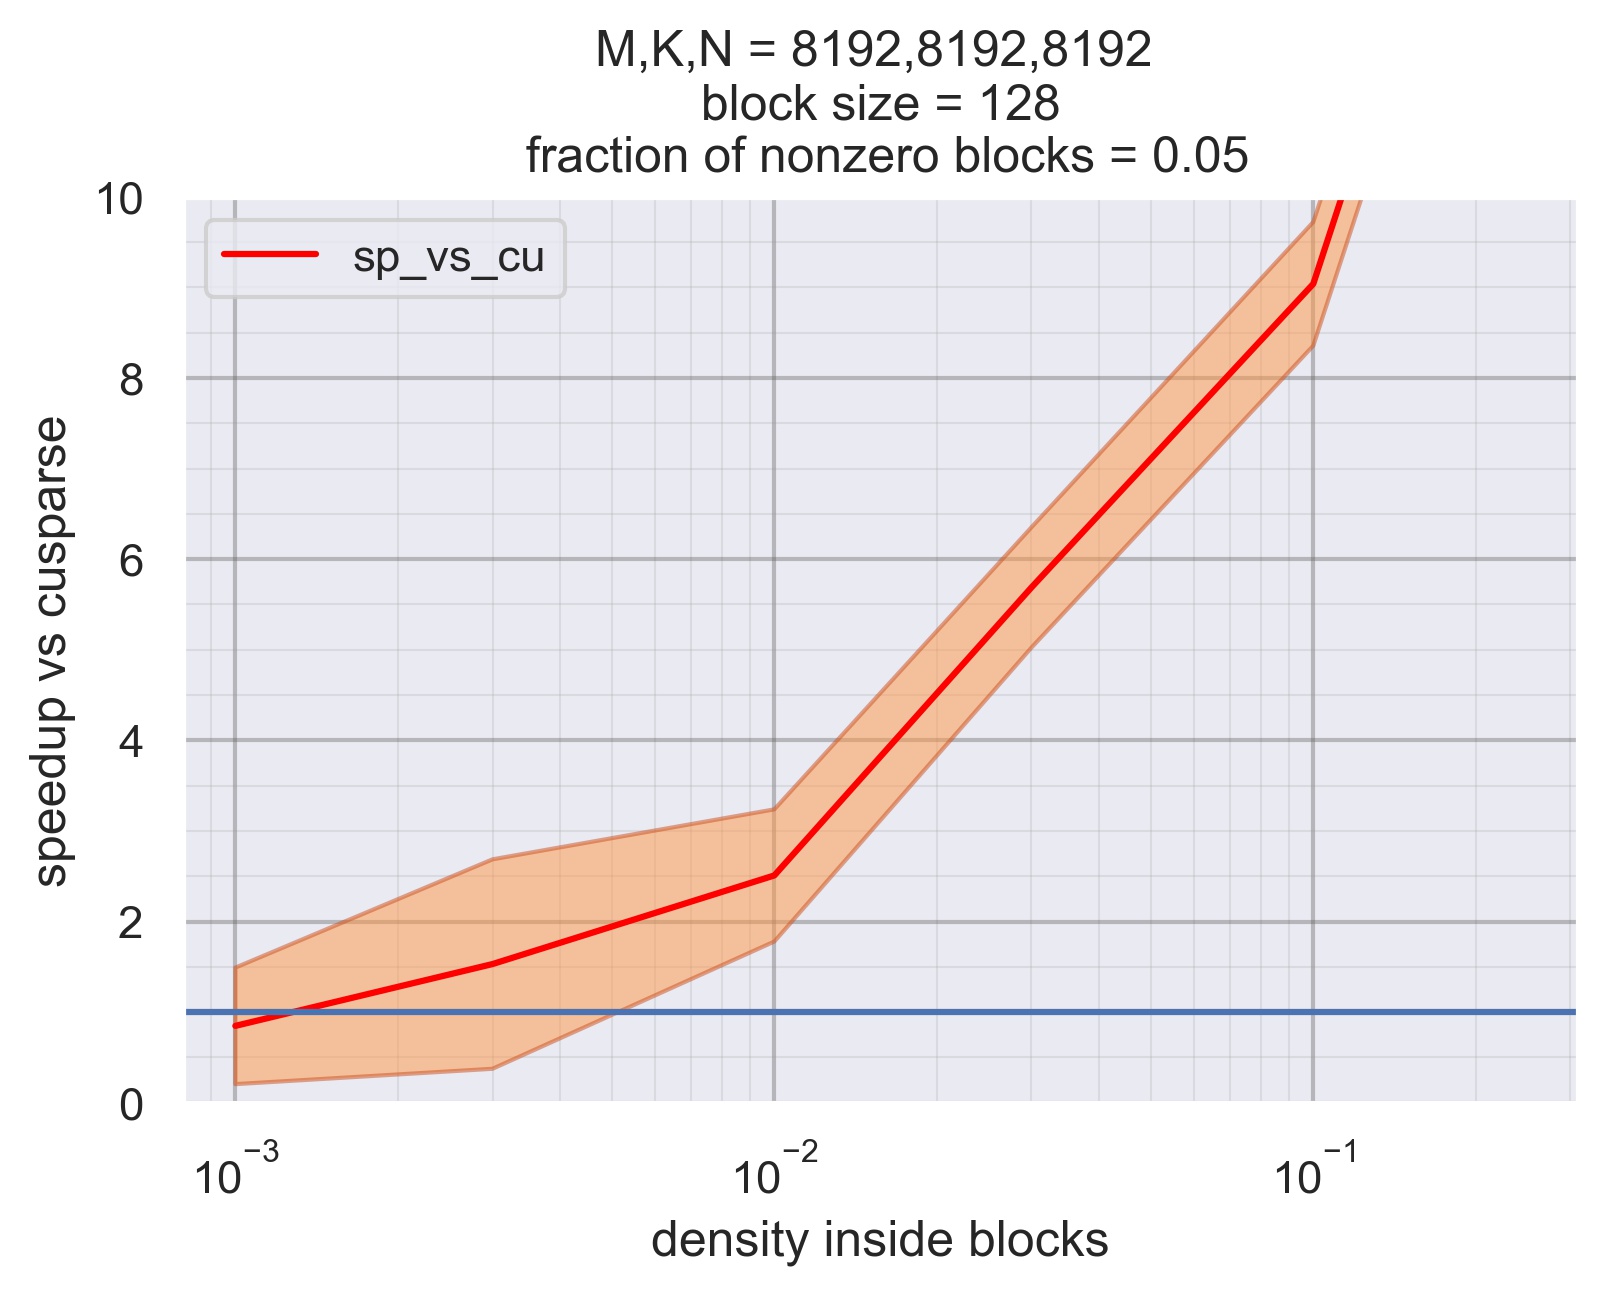 M,K,N = 8192,8192,8192
block size = 128
fraction of nonzero blocks = 0.05
sp_vs_cu
speedup vs cusparse
10
8
6
4
2
0
10⁻³
10⁻²
10⁻¹
density inside blocks